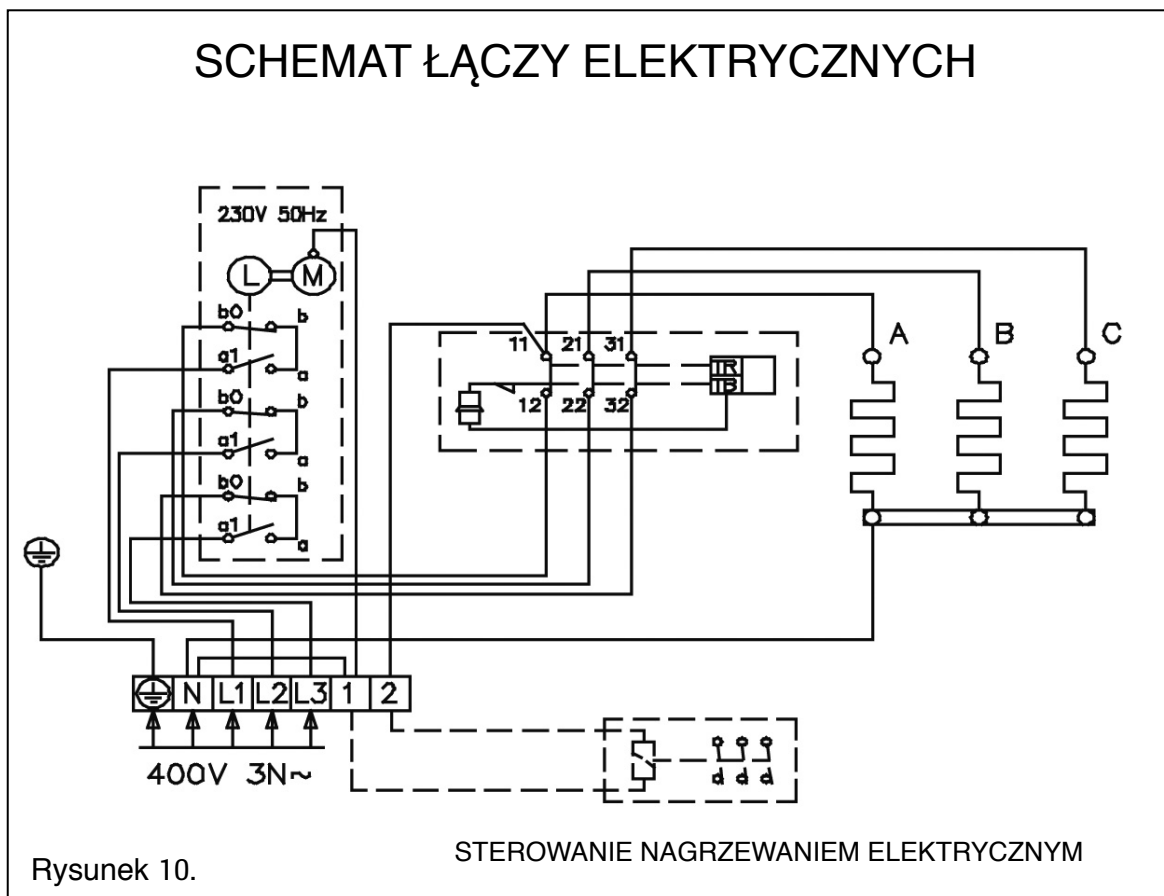 SCHEMAT ŁĄCZY ELEKTRYCZNYCH
230V 50Hz
L M
b0 b
a1 a
b0 b
a1 a
b0 b
a1 a
11 21 31
TR
TB
12 22 32
A B C
N L1 L2 L3 1 2
400V 3N~
STEROWANIE NAGRZEWANIEM ELEKTRYCZNYM
Rysunek 10.